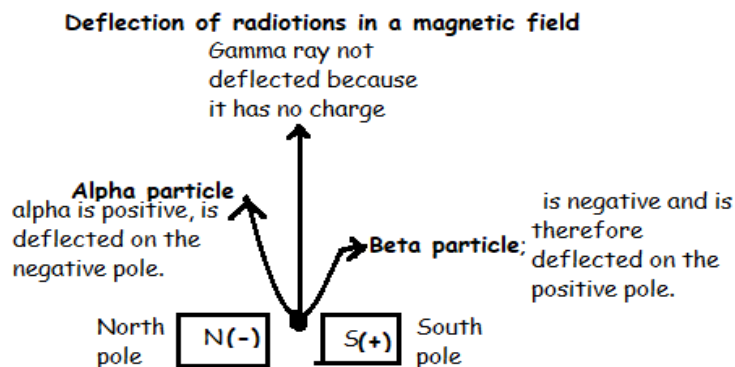 Deflection of radiotions in a magnetic field
Gamma ray not
deflected because
it has no charge
Alpha particle
alpha is positive, is
deflected on the
negative pole.
Beta particle;
is negative and is
therefore
deflected on the
positive pole.
North
pole
N(-)
S(+)
South
pole